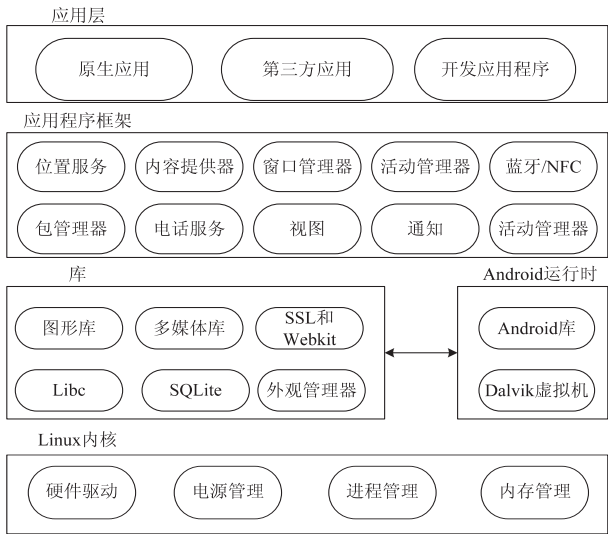 应用层
原生应用 第三方应用 开发应用程序
应用程序框架
位置服务 内容提供器 窗口管理器 活动管理器 蓝牙/NFC
包管理器 电话服务 视图 通知 活动管理器
库 Android运行时
图形库 多媒体库 SSL和
Webkit Android库
Libc SQLite 外观管理器 Dalvik虚拟机
Linux内核
硬件驱动 电源管理 进程管理 内存管理